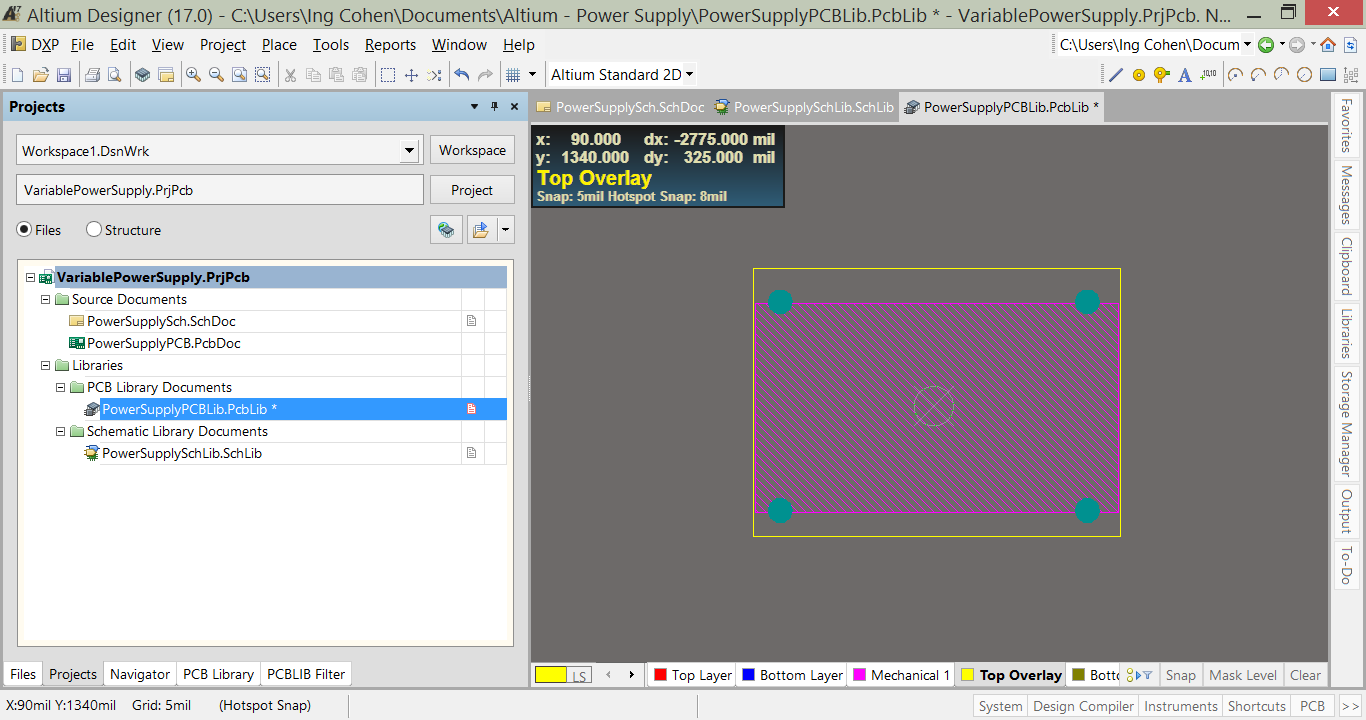 Altium Designer (17.0) - C:\Users\Ing Cohen\Documents\Altium - Power Supply\PowerSupplyPCBLib.PcbLib * - VariablePowerSupply.PrjPcb. N...
DXP File Edit View Project Place Tools Reports Window Help
C:\Users\Ing Cohen\Docum
Altium Standard 2D
Projects
PowerSupplySch.SchDoc PowerSupplySchLib.SchLib PowerSupplyPCBLib.PcbLib *
Workspace1.DsnWrk Workspace
VariablePowerSupply.PrjPcb Project
Files Structure
VariablePowerSupply.PrjPcb
Source Documents
PowerSupplySch.SchDoc
PowerSupplyPCB.PcbDoc
Libraries
PCB Library Documents
PowerSupplyPCBLib.PcbLib *
Schematic Library Documents
PowerSupplySchLib.SchLib
x: 90.000 dx: -2775.000 mil
y: 1340.000 dy: 325.000 mil
Top Overlay
Snap: 5mil Hotspot Snap: 8mil
Favorites
Messages
Clipboard
Libraries
Storage Manager
Output
To-Do
Files Projects Navigator PCB Library PCBLIB Filter
LS Top Layer Bottom Layer Mechanical 1 Top Overlay Bott Snap Mask Level Clear
X:90mil Y:1340mil Grid: 5mil (Hotspot Snap)
System Design Compiler Instruments Shortcuts PCB >>